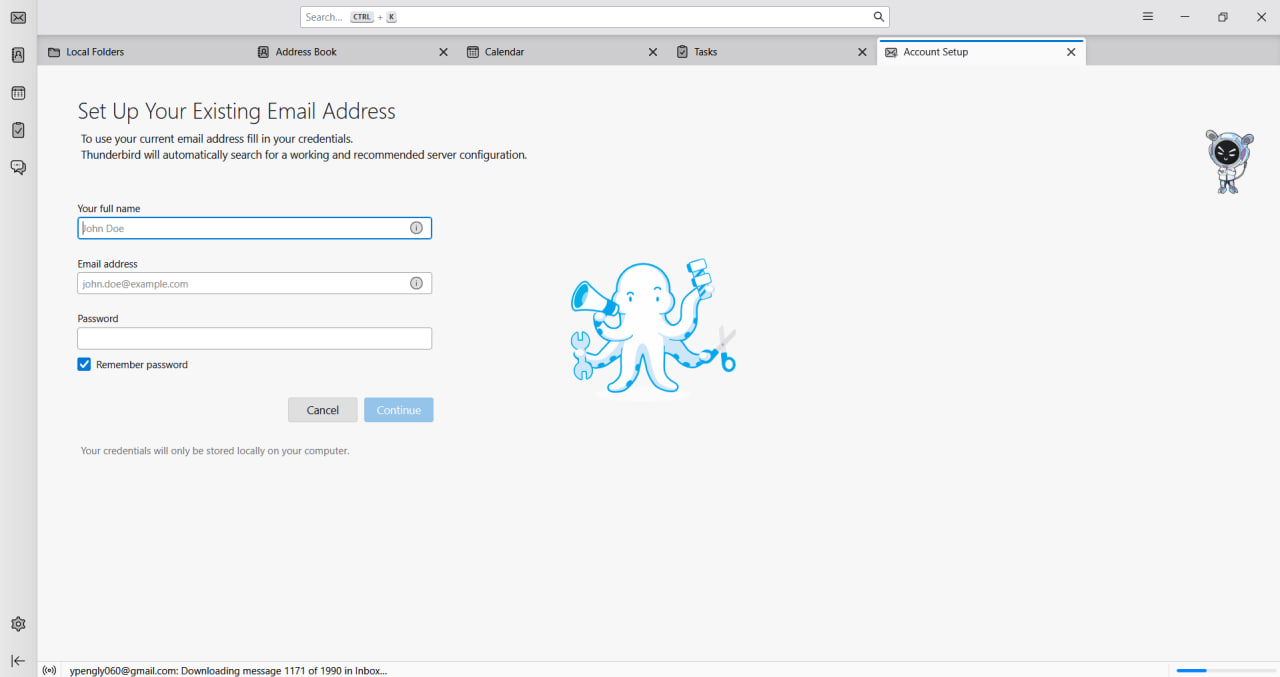 Search... CTRL + K
Local Folders
Address Book
Calendar
Tasks
Account Setup
Set Up Your Existing Email Address
To use your current email address fill in your credentials.
Thunderbird will automatically search for a working and recommended server configuration.
Your full name
John Doe
Email address
john.doe@example.com
Password
Remember password
Cancel
Continue
Your credentials will only be stored locally on your computer.
ypengly060@gmail.com: Downloading message 1171 of 1990 in Inbox...